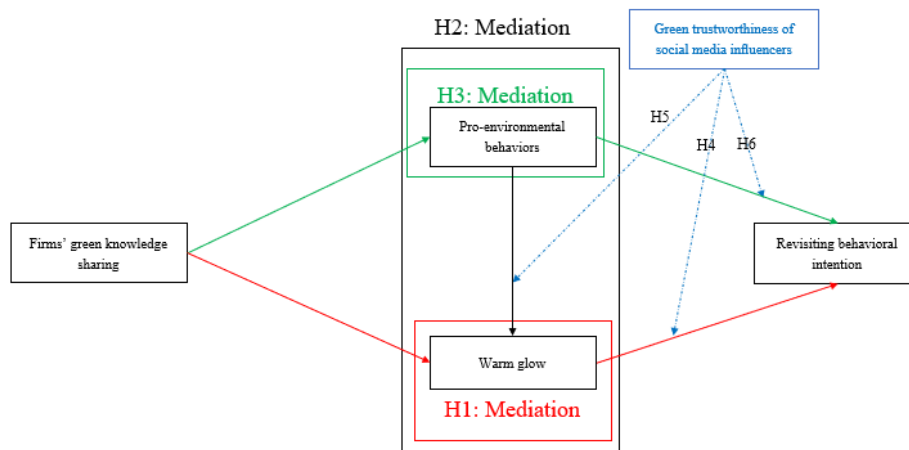 H2: Mediation
Green trustworthiness of
social media influencers
H3: Mediation
Pro-environmental
behaviors
H5
H4
H6
Firms’ green knowledge
sharing
Revisiting behavioral
intention
Warm glow
H1: Mediation